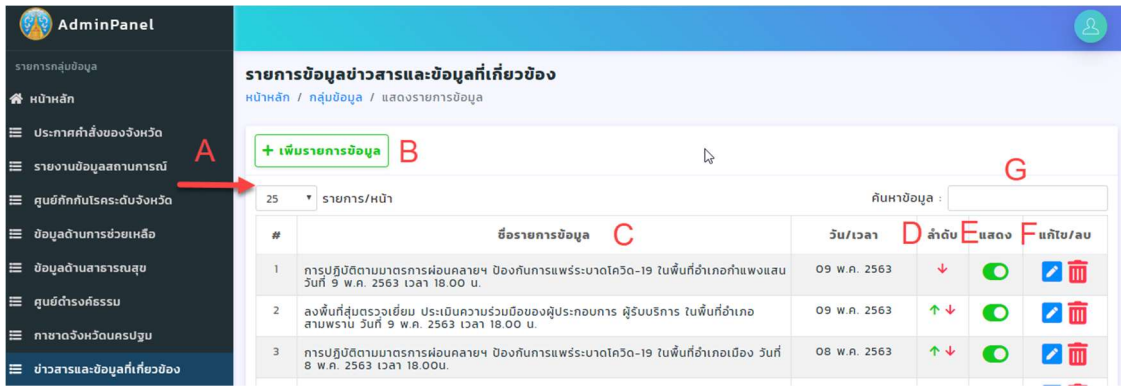 AdminPanel
รายการกลุ่มข้อมูล
หน้าหลัก
ประกาศคำสั่งของจังหวัด
รายงานข้อมูลสถานการณ์
ศูนย์กักกันโรคระดับจังหวัด
ข้อมูลด้านการช่วยเหลือ
ข้อมูลด้านสาธารณสุข
ศูนย์ดำรงค์ธรรม
กาชาดจังหวัดนครปฐม
ข่าวสารและข้อมูลที่เกี่ยวข้อง
A
รายการข้อมูลข่าวสารและข้อมูลที่เกี่ยวข้อง
หน้าหลัก / กลุ่มข้อมูล / แสดงรายการข้อมูล
+ เพิ่มรายการข้อมูล B
G
25 รายการ/หน้า ค้นหาข้อมูล :
# ชื่อรายการข้อมูล C วัน/เวลา D ลำดับ E แสดง F แก้ไข/ลบ
1 การปฏิบัติตามมาตรการผ่อนคลายฯ ป้องกันการแพร่ระบาดโควิด-19 ในพื้นที่อำเภอกำแพงแสน 09 พ.ค. 2563
วันที่ 9 พ.ค. 2563 เวลา 18.00 น.
2 ลงพื้นที่สุ่มตรวจเยี่ยม ประเมินความร่วมมือของผู้ประกอบการ ผู้รับบริการ ในพื้นที่อำเภอ 09 พ.ค. 2563
สามพราน วันที่ 9 พ.ค. 2563 เวลา 18.00 น.
3 การปฏิบัติตามมาตรการผ่อนคลายฯ ป้องกันการแพร่ระบาดโควิด-19 ในพื้นที่อำเภอเมือง วันที่ 08 พ.ค. 2563
8 พ.ค. 2563 เวลา 18.00น.